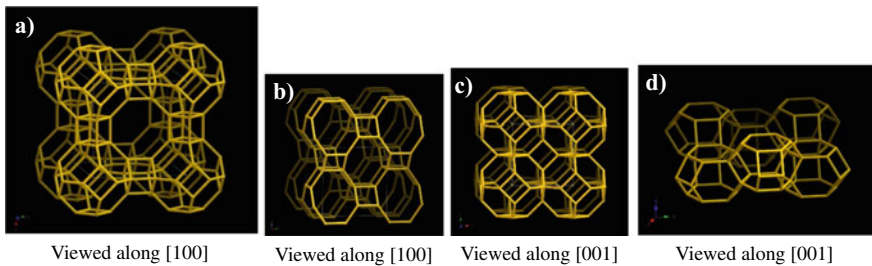 a)
b)
c)
d)
Viewed along [100]
Viewed along [100]
Viewed along [001]
Viewed along [001]